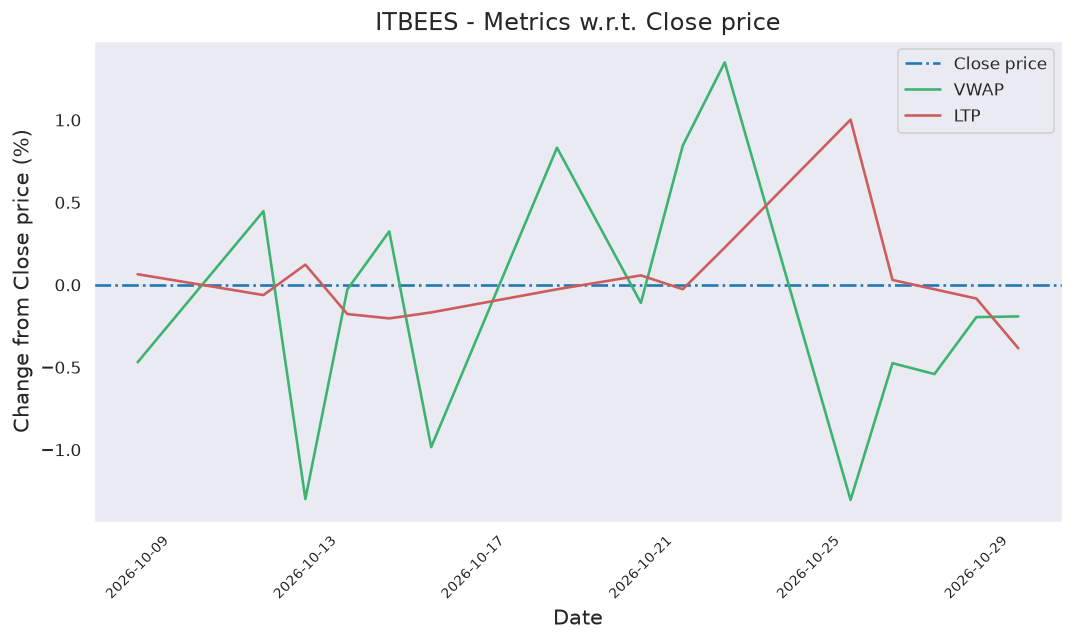 ITBEES - Metrics w.r.t. Close price
Close price
VWAP
LTP
Change from Close price (%)
1.0
0.5
0.0
−0.5
−1.0
2026-10-09
2026-10-13
2026-10-17
2026-10-21
2026-10-25
2026-10-29
Date